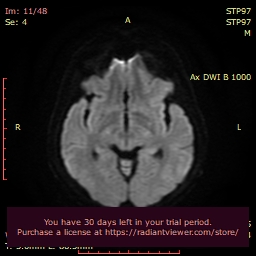 Im: 11/48
Se: 4
STP97
STP97
M
A
Ax DWI B 1000
R
L
You have 30 days left in your trial period.
Purchase a license at https://radiantviewer.com/store/